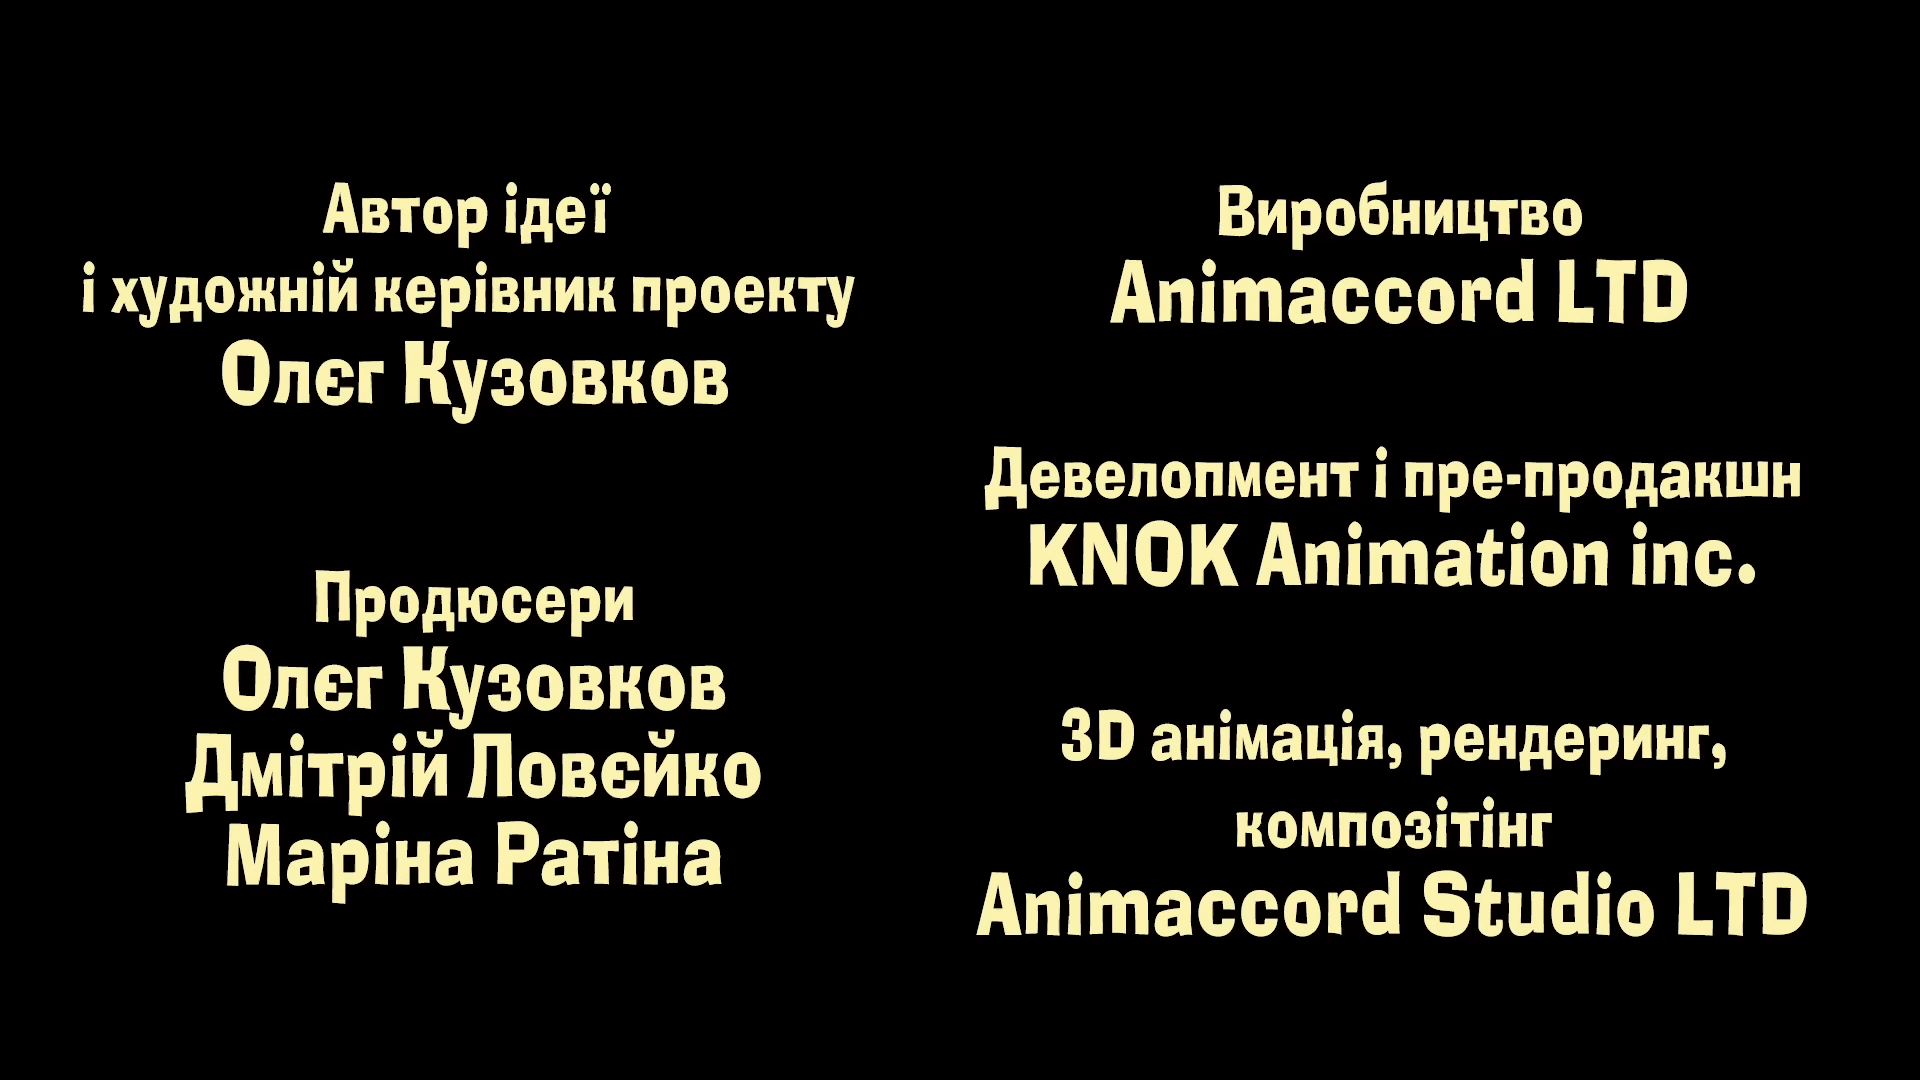 Автор ідеї
і художній керівник проекту
Олєг Кузовков
Продюсери
Олєг Кузовков
Дмітрій Ловєйко
Маріна Ратіна
Виробництво
Animaccord LTD
Девелопмент і пре-продакшн
KNOK Animation inc.
3D анімація, рендеринг,
композітінг
Animaccord Studio LTD